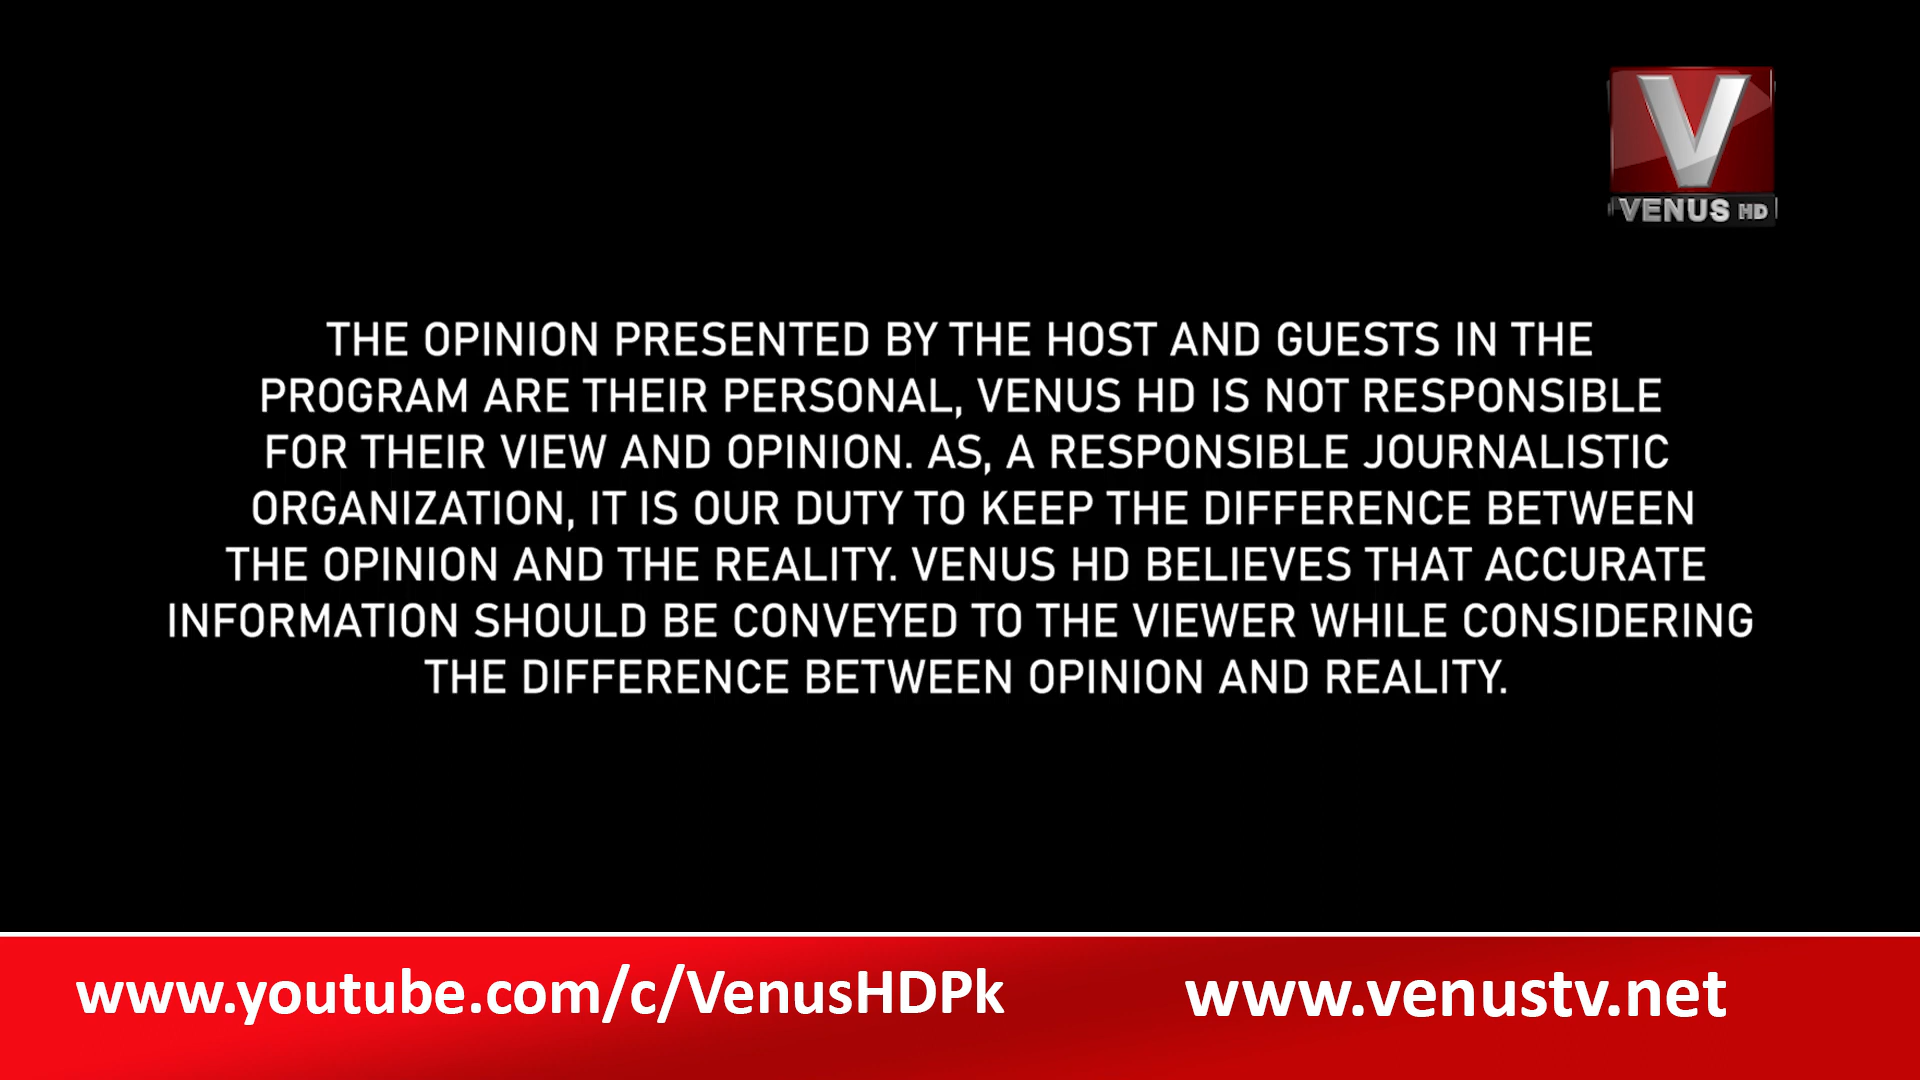 V
VENUS HD
THE OPINION PRESENTED BY THE HOST AND GUESTS IN THE
PROGRAM ARE THEIR PERSONAL, VENUS HD IS NOT RESPONSIBLE
FOR THEIR VIEW AND OPINION. AS, A RESPONSIBLE JOURNALISTIC
ORGANIZATION, IT IS OUR DUTY TO KEEP THE DIFFERENCE BETWEEN
THE OPINION AND THE REALITY. VENUS HD BELIEVES THAT ACCURATE
INFORMATION SHOULD BE CONVEYED TO THE VIEWER WHILE CONSIDERING
THE DIFFERENCE BETWEEN OPINION AND REALITY.
www.youtube.com/c/VenusHDPk
www.venustv.net